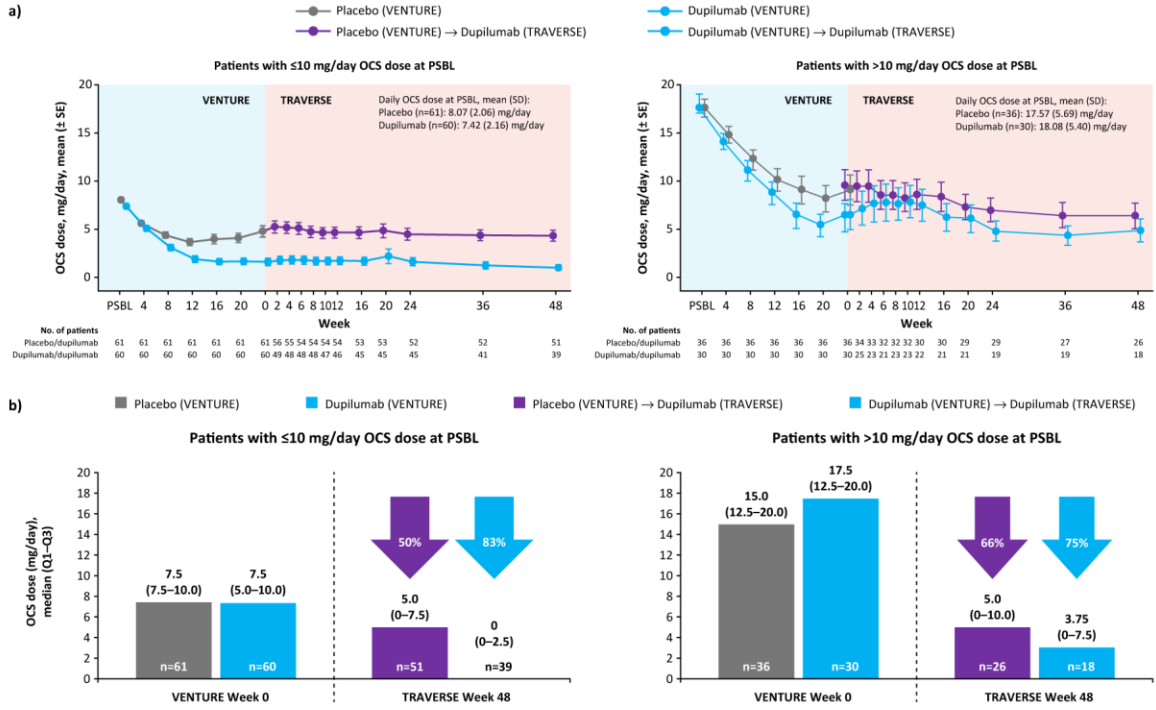 a)
Placebo (VENTURE)
Dupilumab (VENTURE)
Placebo (VENTURE) → Dupilumab (TRAVERSE)
Dupilumab (VENTURE) → Dupilumab (TRAVERSE)
Patients with ≤10 mg/day OCS dose at PSBL
OCS dose, mg/day, mean (± SE)
20
15
10
5
0
VENTURE
TRAVERSE
Daily OCS dose at PSBL, mean (SD):
Placebo (n=61): 8.07 (2.06) mg/day
Dupilumab (n=60): 7.42 (2.16) mg/day
PSBL 4 8 12 16 20 0 2 4 6 8 10 12 16 20 24 36 48
Week
No. of patients
Placebo/dupilumab 61 61 61 61 61 61 61 56 55 54 54 54 54 53 53 52 52 51
Dupilumab/dupilumab 60 60 60 60 60 60 60 49 48 48 48 47 46 45 45 45 41 39
Patients with >10 mg/day OCS dose at PSBL
OCS dose, mg/day, mean (± SE)
20
15
10
5
0
VENTURE
TRAVERSE
Daily OCS dose at PSBL, mean (SD):
Placebo (n=36): 17.57 (5.69) mg/day
Dupilumab (n=30): 18.08 (5.40) mg/day
PSBL 4 8 12 16 20 0 2 4 6 8 10 12 16 20 24 36 48
Week
No. of patients
Placebo/dupilumab 36 36 36 36 36 36 36 34 33 32 32 32 30 30 29 29 27 26
Dupilumab/dupilumab 30 30 30 30 30 30 30 25 23 21 23 23 22 21 21 19 19 18
b)
Placebo (VENTURE)
Dupilumab (VENTURE)
Placebo (VENTURE) → Dupilumab (TRAVERSE)
Dupilumab (VENTURE) → Dupilumab (TRAVERSE)
Patients with ≤10 mg/day OCS dose at PSBL
OCS dose (mg/day),
median (Q1–Q3)
20
18
16
14
12
10
8
6
4
2
0
7.5
(7.5–10.0)
n=61
7.5
(5.0–10.0)
n=60
50%
5.0
(0–7.5)
n=51
83%
0
(0–2.5)
n=39
VENTURE Week 0
TRAVERSE Week 48
Patients with >10 mg/day OCS dose at PSBL
20
18
16
14
12
10
8
6
4
2
0
15.0
(12.5–20.0)
n=36
17.5
(12.5–20.0)
n=30
66%
5.0
(0–10.0)
n=26
75%
3.75
(0–7.5)
n=18
VENTURE Week 0
TRAVERSE Week 48